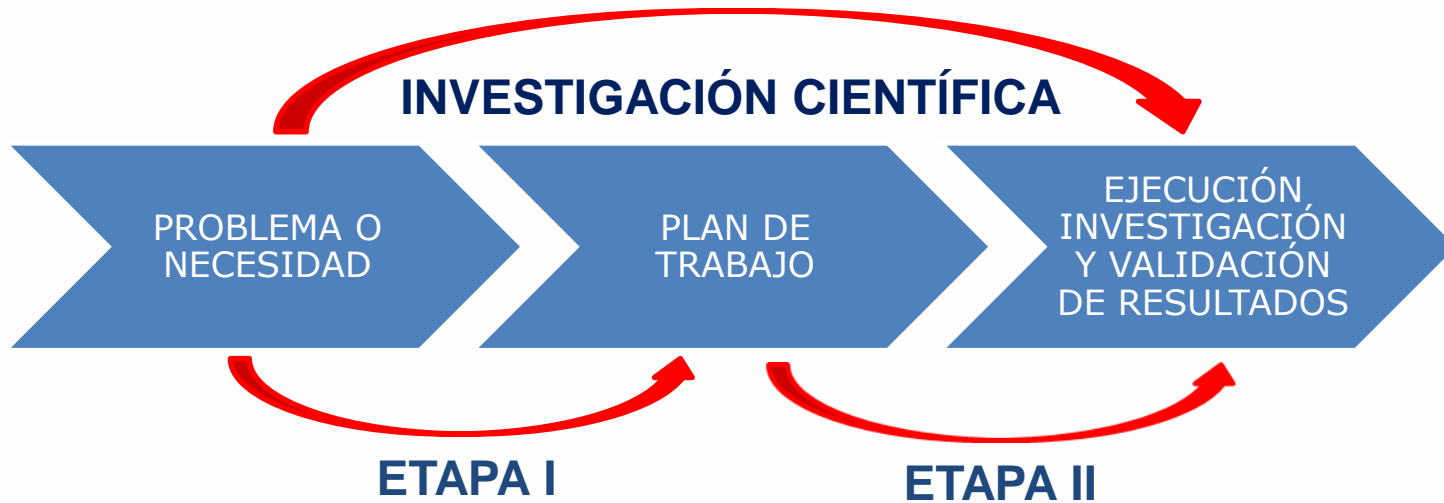 INVESTIGACIÓN CIENTÍFICA
PROBLEMA O
NECESIDAD
PLAN DE
TRABAJO
EJECUCIÓN
INVESTIGACIÓN
Y VALIDACIÓN
DE RESULTADOS
ETAPA I
ETAPA II